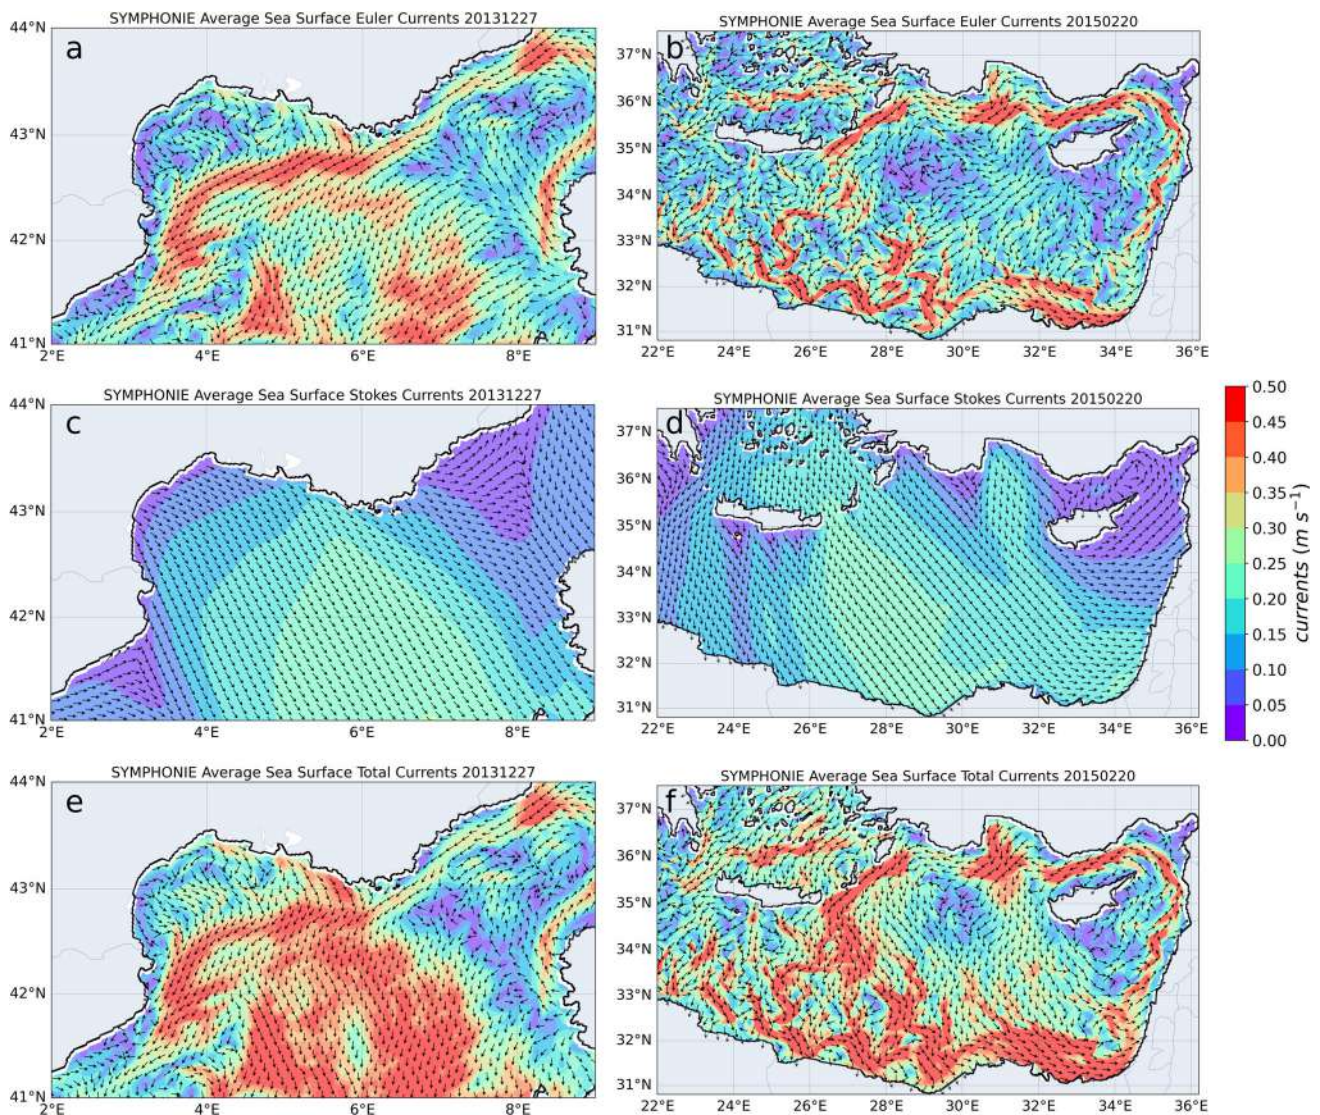 SYMPHONIE Average Sea Surface Euler Currents 20131227
a
44°N
43°N
42°N
41°N
2°E 4°E 6°E 8°E
SYMPHONIE Average Sea Surface Euler Currents 20150220
b
37°N
36°N
35°N
34°N
33°N
32°N
31°N
22°E 24°E 26°E 28°E 30°E 32°E 34°E 36°E
SYMPHONIE Average Sea Surface Stokes Currents 20131227
c
44°N
43°N
42°N
41°N
2°E 4°E 6°E 8°E
SYMPHONIE Average Sea Surface Stokes Currents 20150220
d
37°N
36°N
35°N
34°N
33°N
32°N
31°N
22°E 24°E 26°E 28°E 30°E 32°E 34°E 36°E
0.50
0.45
0.40
0.35
0.30
0.25
0.20
0.15
0.10
0.05
0.00
currents (m s⁻¹)
SYMPHONIE Average Sea Surface Total Currents 20131227
e
44°N
43°N
42°N
41°N
2°E 4°E 6°E 8°E
SYMPHONIE Average Sea Surface Total Currents 20150220
f
37°N
36°N
35°N
34°N
33°N
32°N
31°N
22°E 24°E 26°E 28°E 30°E 32°E 34°E 36°E